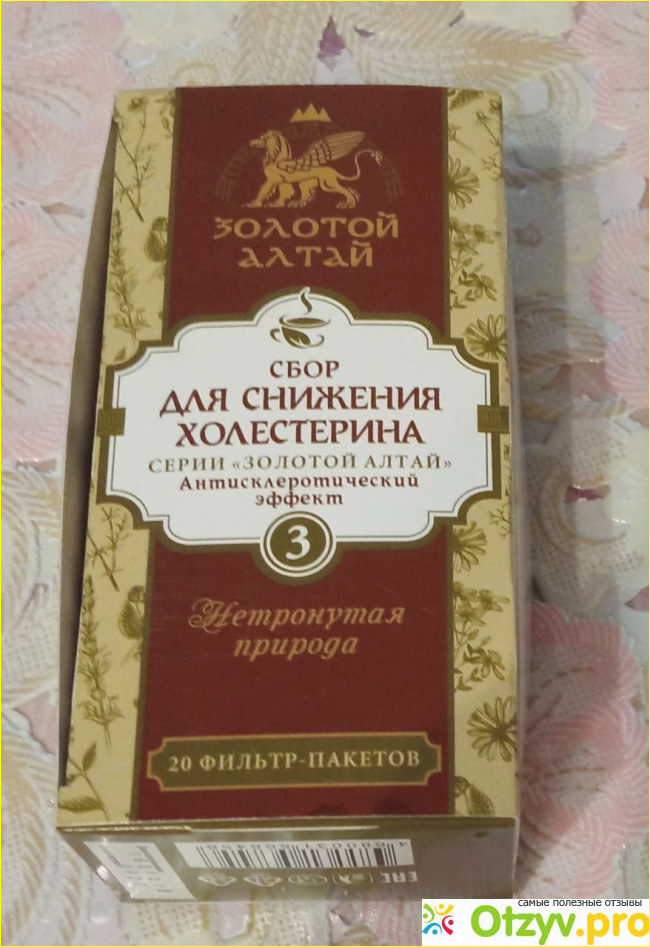 ЗОЛОТОЙ
АЛТАЙ
СБОР
ДЛЯ СНИЖЕНИЯ
ХОЛЕСТЕРИНА
СЕРИИ «ЗОЛОТОЙ АЛТАЙ»
Антисклеротический
эффект
3
Нетронутая
природа
20 ФИЛЬТР-ПАКЕТОВ
EAC
самые полезные отзывы
Otzyv.pro